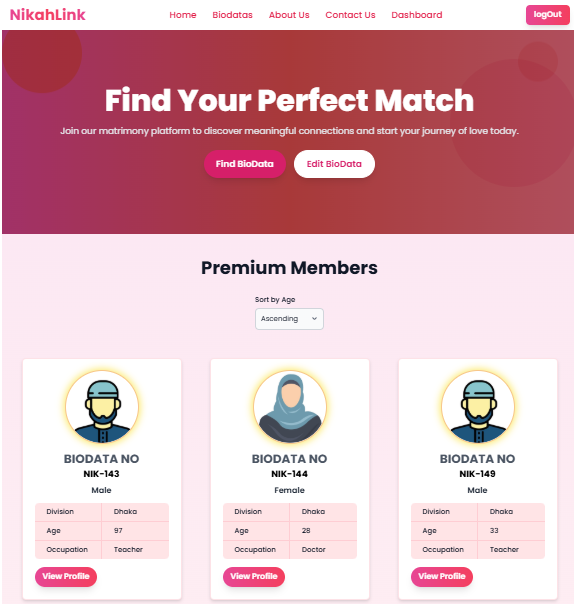 NikahLink
Home Biodatas About Us Contact Us Dashboard
logOut
Find Your Perfect Match
Join our matrimony platform to discover meaningful connections and start your journey of love today.
Find BioData
Edit BioData
Premium Members
Sort by Age
Ascending
BIODATA NO
NIK-143
Male
Division Dhaka
Age 97
Occupation Teacher
View Profile
BIODATA NO
NIK-144
Female
Division Dhaka
Age 28
Occupation Doctor
View Profile
BIODATA NO
NIK-149
Male
Division Dhaka
Age 33
Occupation Teacher
View Profile